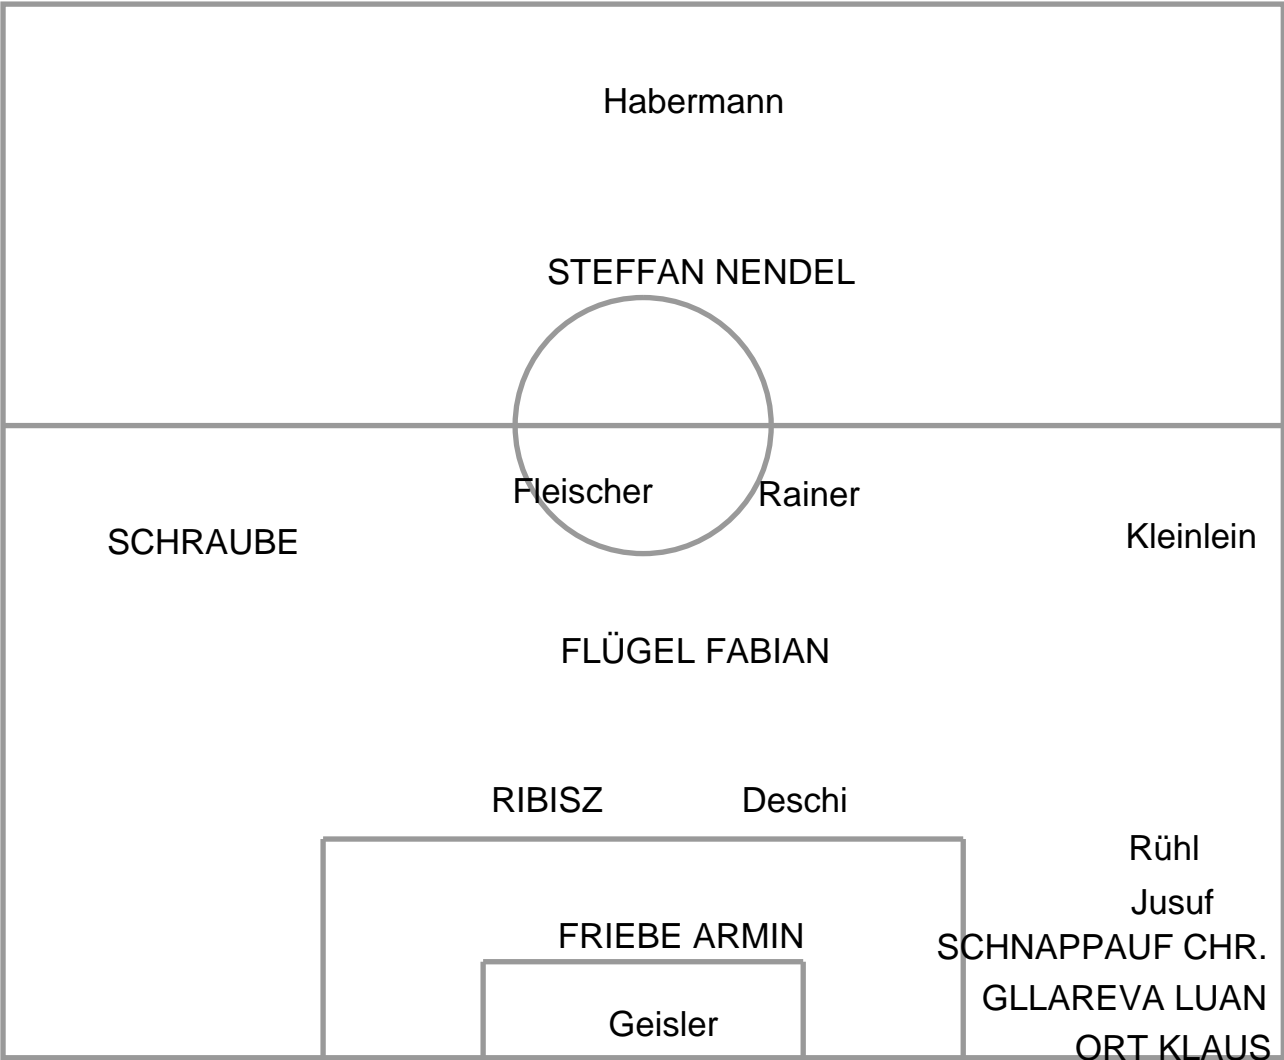 Habermann
STEFFAN NENDEL
Fleischer Rainer
SCHRAUBE Kleinlein
FLÜGEL FABIAN
RIBISZ Deschi
Rühl
Jusuf
FRIEBE ARMIN SCHNAPPAUF CHR.
GLLAREVA LUAN
Geisler
ORT KLAUS